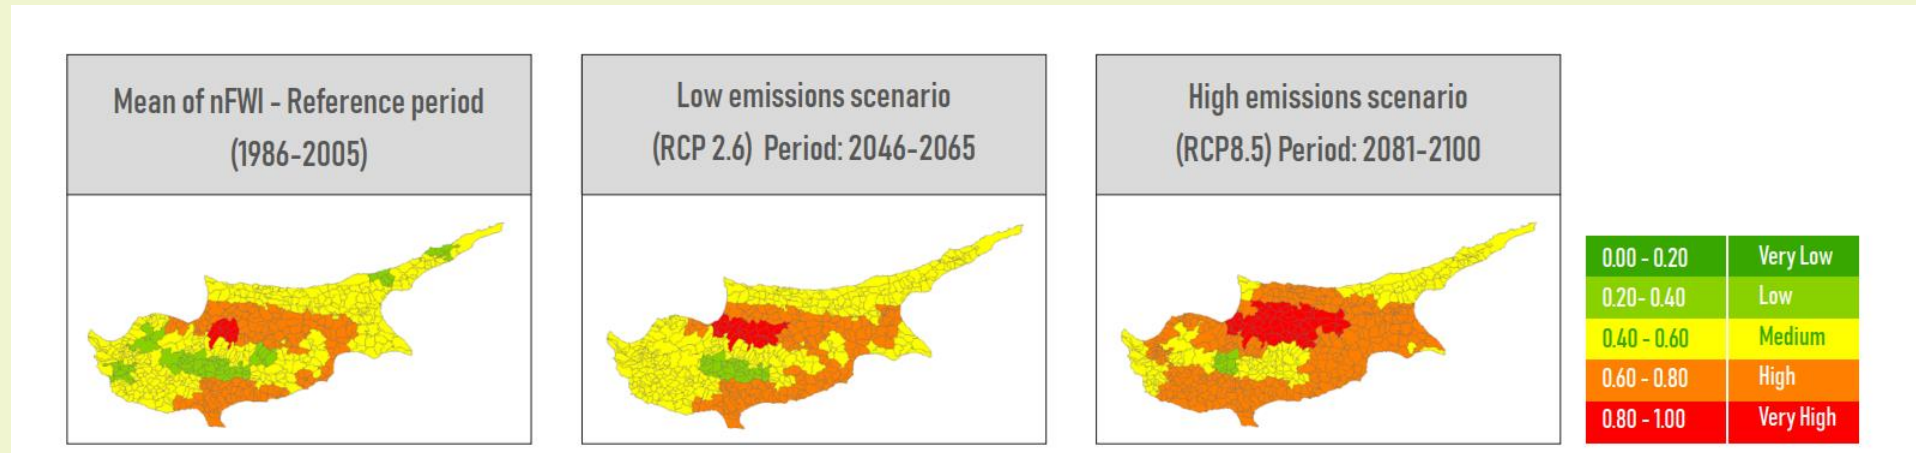 Mean of nFWI - Reference period
(1986-2005)
Low emissions scenario
(RCP 2.6) Period: 2046-2065
High emissions scenario
(RCP8.5) Period: 2081-2100
0.00 - 0.20 Very Low
0.20- 0.40 Low
0.40 - 0.60 Medium
0.60 - 0.80 High
0.80 - 1.00 Very High